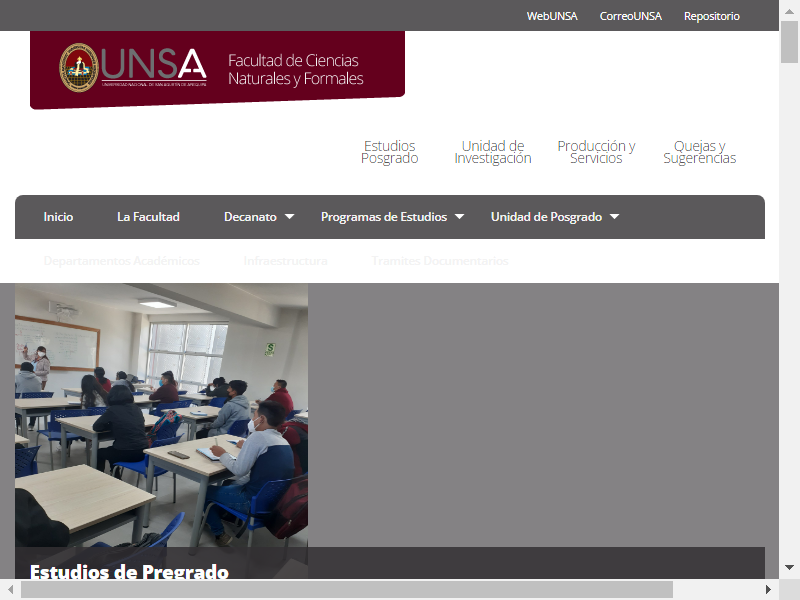 WebUNSA CorreoUNSA Repositorio
UNSA
UNIVERSIDAD NACIONAL DE SAN AGUSTÍN DE AREQUIPA
Facultad de Ciencias
Naturales y Formales
Estudios
Posgrado
Unidad de
Investigación
Producción y
Servicios
Quejas y
Sugerencias
Inicio La Facultad Decanato Programas de Estudios Unidad de Posgrado
Departamentos Académicos Infraestructura Tramites Documentarios
S
Estudios de Pregrado